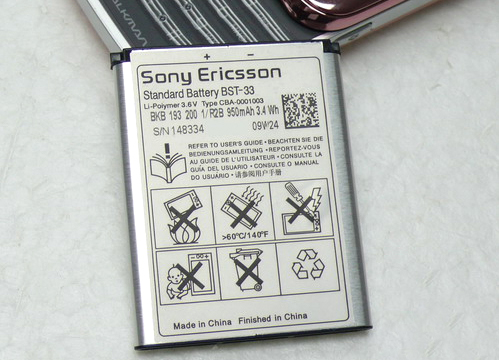 WALKMAN
+ −
Sony Ericsson
Standard Battery BST-33
Li-Polymer 3.6V Type CBA-0001003
BKB 193 200 1/R2B 950mAh 3.4 Wh
S/N 148334 09W24
REFER TO USER'S GUIDE • BEACHTEN SIE DIE
BEDIENUNGSANLEITUNG • REPORTEZ-VOUS
AU GUIDE DE L'UTILISATEUR • CONSULTE LA
GUÍA DEL USUARIO • CONSULTE O MANUAL
DO USUÁRIO • 请参阅用户手册
>60°C/140°F
Made in China Finished in China